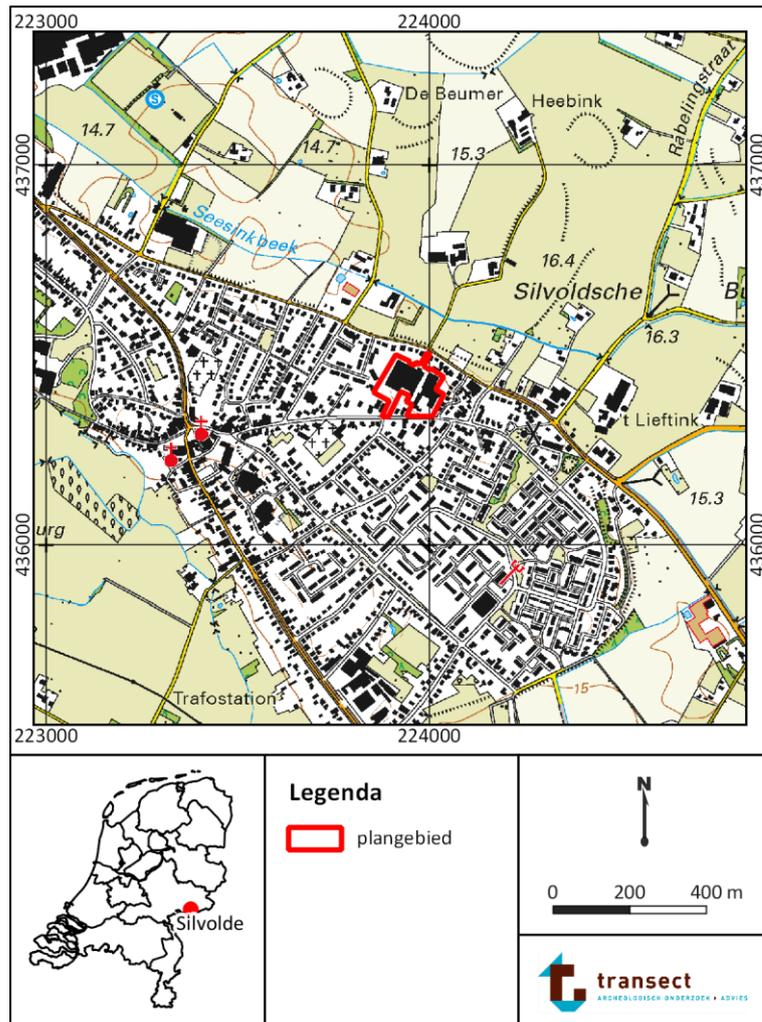 223000
224000
De Beumer
Heebink
Rabelingstraat
S
14.7
14.7
15.3
437000
437000
Seesinkbeek
16.4
Silvoldsche
Bu
16.3
't Lieftink
15.3
urg
436000
436000
Trafostation
15
223000
224000
Legenda
plangebied
Silvolde
N
0 200 400 m
transect
ARCHEOLOGISCH ONDERZOEK & ADVIES